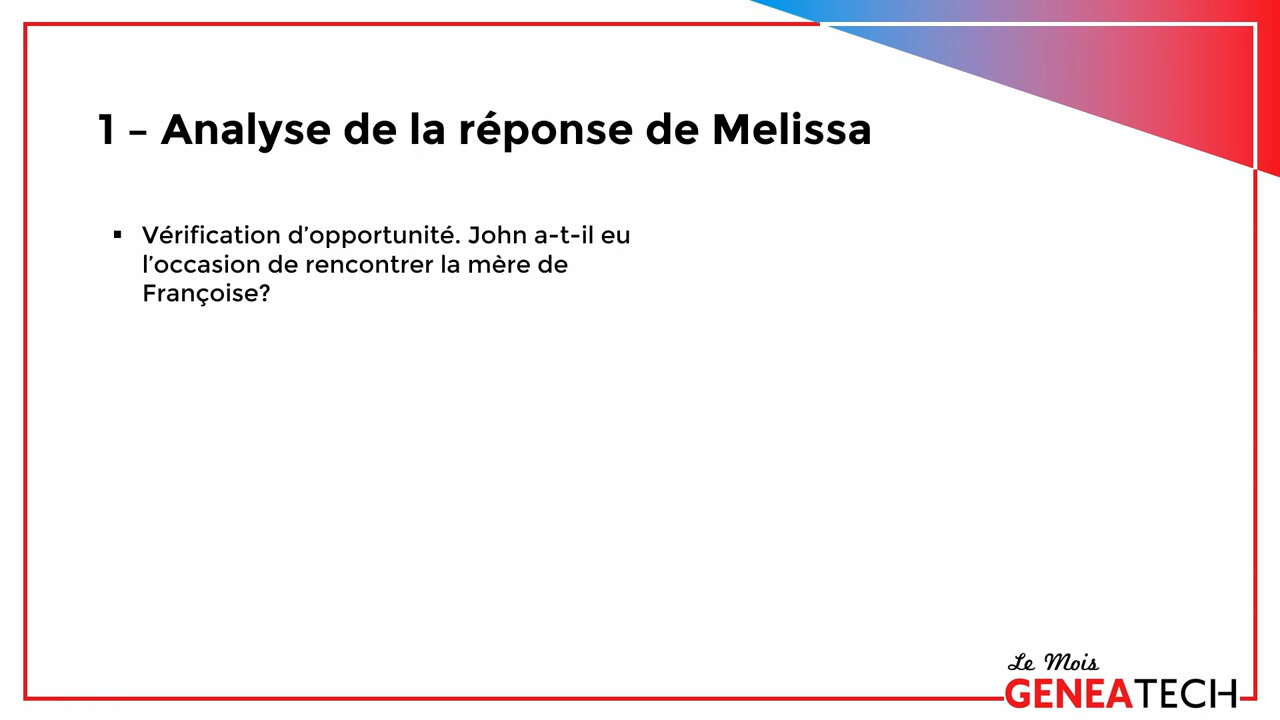 1 – Analyse de la réponse de Melissa
▪ Vérification d’opportunité. John a-t-il eu
l’occasion de rencontrer la mère de
Françoise?
Le Mois
GENEATECH